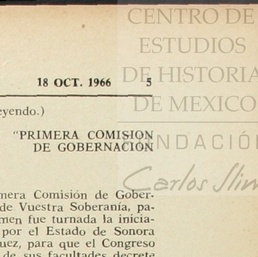 CENTRO DE
ESTUDIOS
DE HISTORIA
DE MEXICO
FUNDACIÓN
Carlos Slim
18 OCT. 1966 5
eyendo.)
"PRIMERA COMISION
DE GOBERNACION
mera Comisión de Gober-
de Vuestra Soberanía, pa-
men fue turnada la inicia-
por el Estado de Sonora
uez, para que el Congreso
de sus facultades decrete